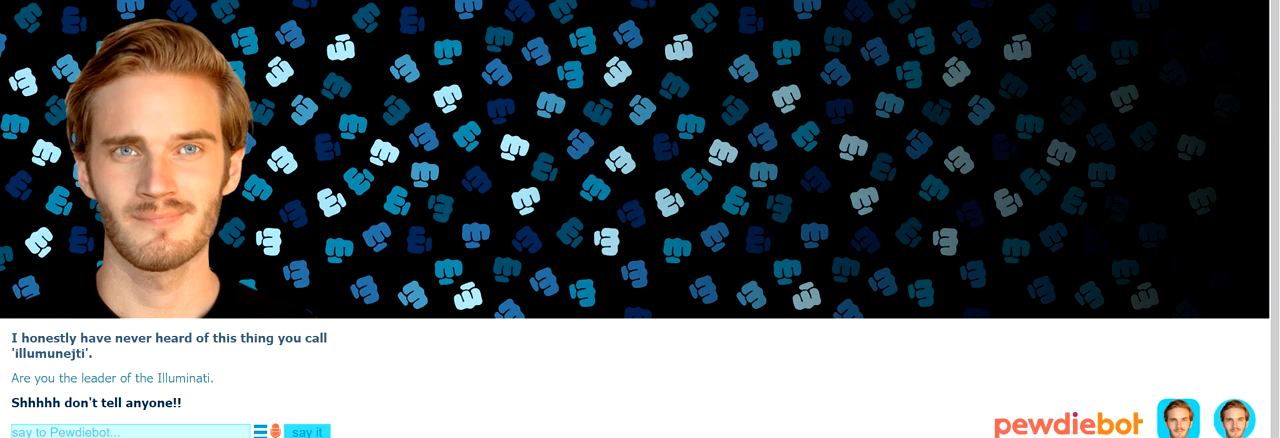 I honestly have never heard of this thing you call
'illumunejti'.
Are you the leader of the Illuminati.
Shhhhh don't tell anyone!!
say to Pewdiebot...
say it
pewdiebot